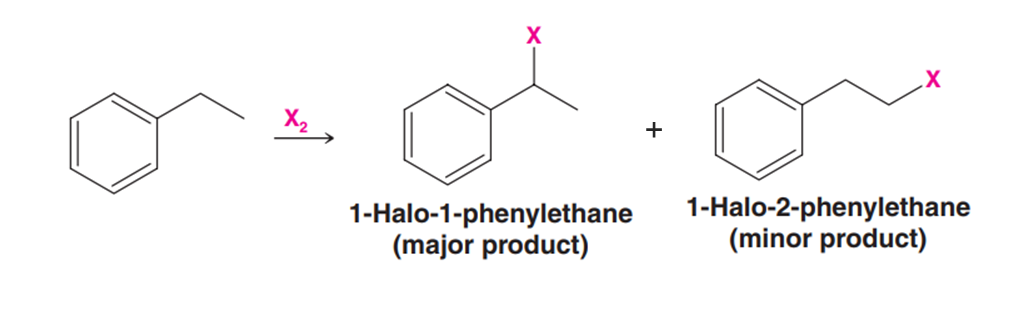 X
X
X₂
+
1-Halo-1-phenylethane
(major product)
1-Halo-2-phenylethane
(minor product)